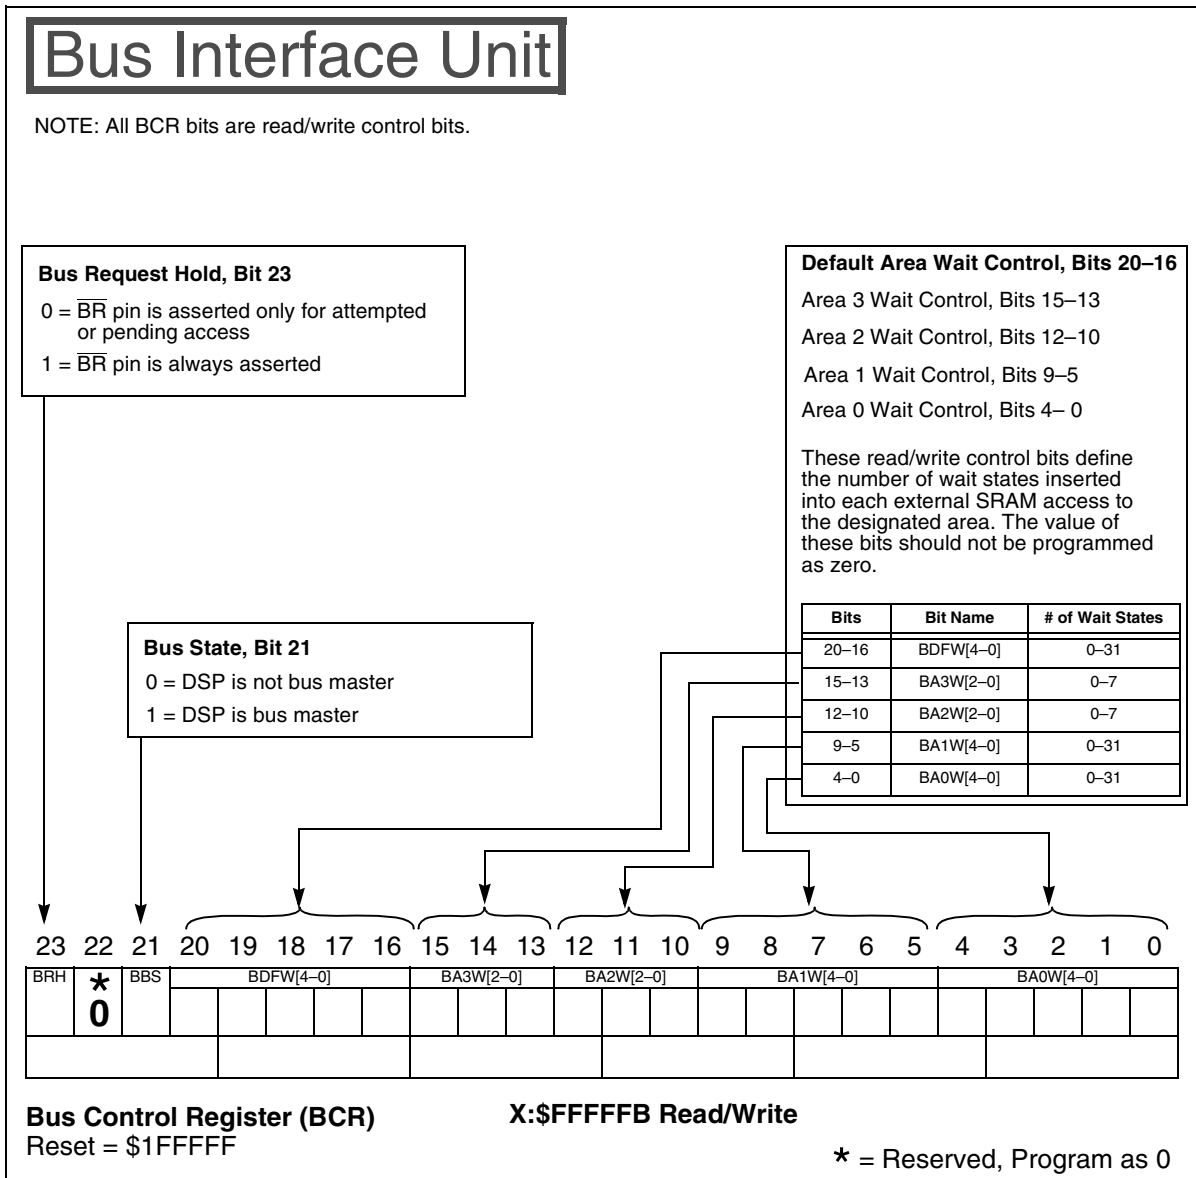 Bus Interface Unit
NOTE: All BCR bits are read/write control bits.
Bus Request Hold, Bit 23
0 = BR pin is asserted only for attempted
or pending access
1 = BR pin is always asserted
Default Area Wait Control, Bits 20–16
Area 3 Wait Control, Bits 15–13
Area 2 Wait Control, Bits 12–10
Area 1 Wait Control, Bits 9–5
Area 0 Wait Control, Bits 4– 0
These read/write control bits define
the number of wait states inserted
into each external SRAM access to
the designated area. The value of
these bits should not be programmed
as zero.
Bits Bit Name # of Wait States
20–16 BDFW[4–0] 0–31
15–13 BA3W[2–0] 0–7
12–10 BA2W[2–0] 0–7
9–5 BA1W[4–0] 0–31
4–0 BA0W[4–0] 0–31
Bus State, Bit 21
0 = DSP is not bus master
1 = DSP is bus master
23 22 21 20 19 18 17 16 15 14 13 12 11 10 9 8 7 6 5 4 3 2 1 0
BRH * BBS BDFW[4–0] BA3W[2–0] BA2W[2–0] BA1W[4–0] BA0W[4–0]
0
Bus Control Register (BCR) X:$FFFFFB Read/Write
Reset = $1FFFFF
* = Reserved, Program as 0